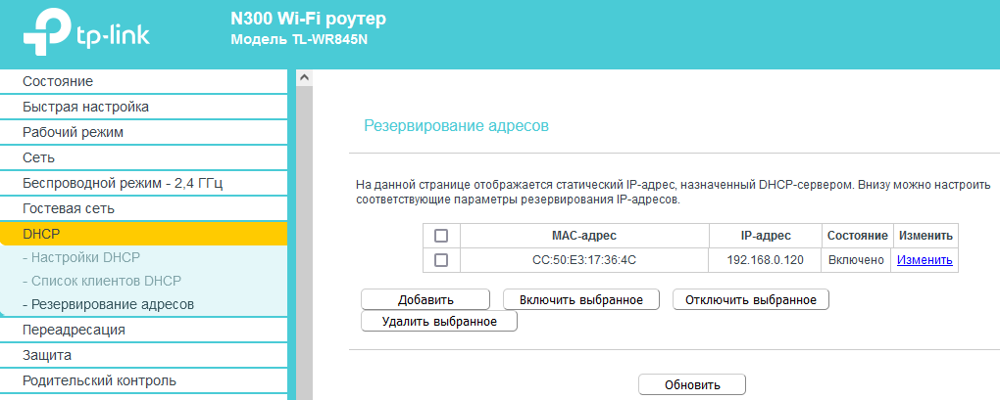 tp-link
N300 Wi-Fi роутер
Модель TL-WR845N
Состояние
Быстрая настройка
Рабочий режим
Сеть
Беспроводной режим - 2,4 ГГц
Гостевая сеть
DHCP
- Настройки DHCP
- Список клиентов DHCP
- Резервирование адресов
Переадресация
Защита
Родительский контроль
Резервирование адресов
На данной странице отображается статический IP-адрес, назначенный DHCP-сервером. Внизу можно настроить
соответствующие параметры резервирования IP-адресов.
MAC-адрес IP-адрес Состояние Изменить
CC:50:E3:17:36:4C 192.168.0.120 Включено Изменить
Добавить Включить выбранное Отключить выбранное
Удалить выбранное
Обновить